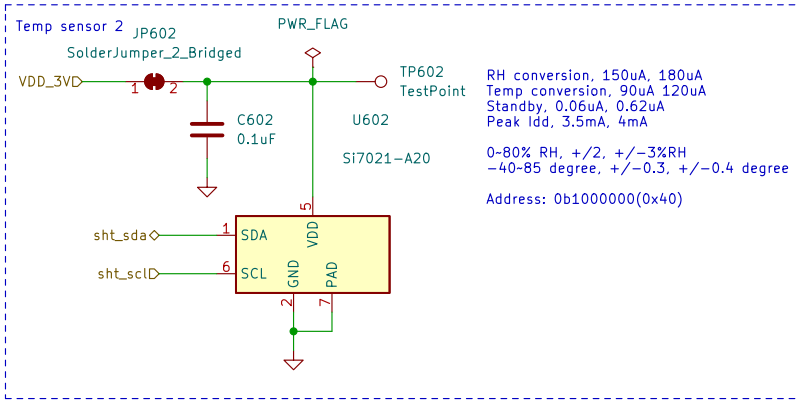 Temp sensor 2
JP602
SolderJumper_2_Bridged
PWR_FLAG
VDD_3V
1
2
TP602
TestPoint
C602
0.1uF
U602
Si7021-A20
RH conversion, 150uA, 180uA
Temp conversion, 90uA 120uA
Standby, 0.06uA, 0.62uA
Peak Idd, 3.5mA, 4mA
0~80% RH, +/2, +/-3%RH
-40~85 degree, +/-0.3, +/-0.4 degree
Address: 0b1000000(0x40)
sht_sda
1
SDA
5
VDD
sht_scl
6
SCL
GND
PAD
2
7